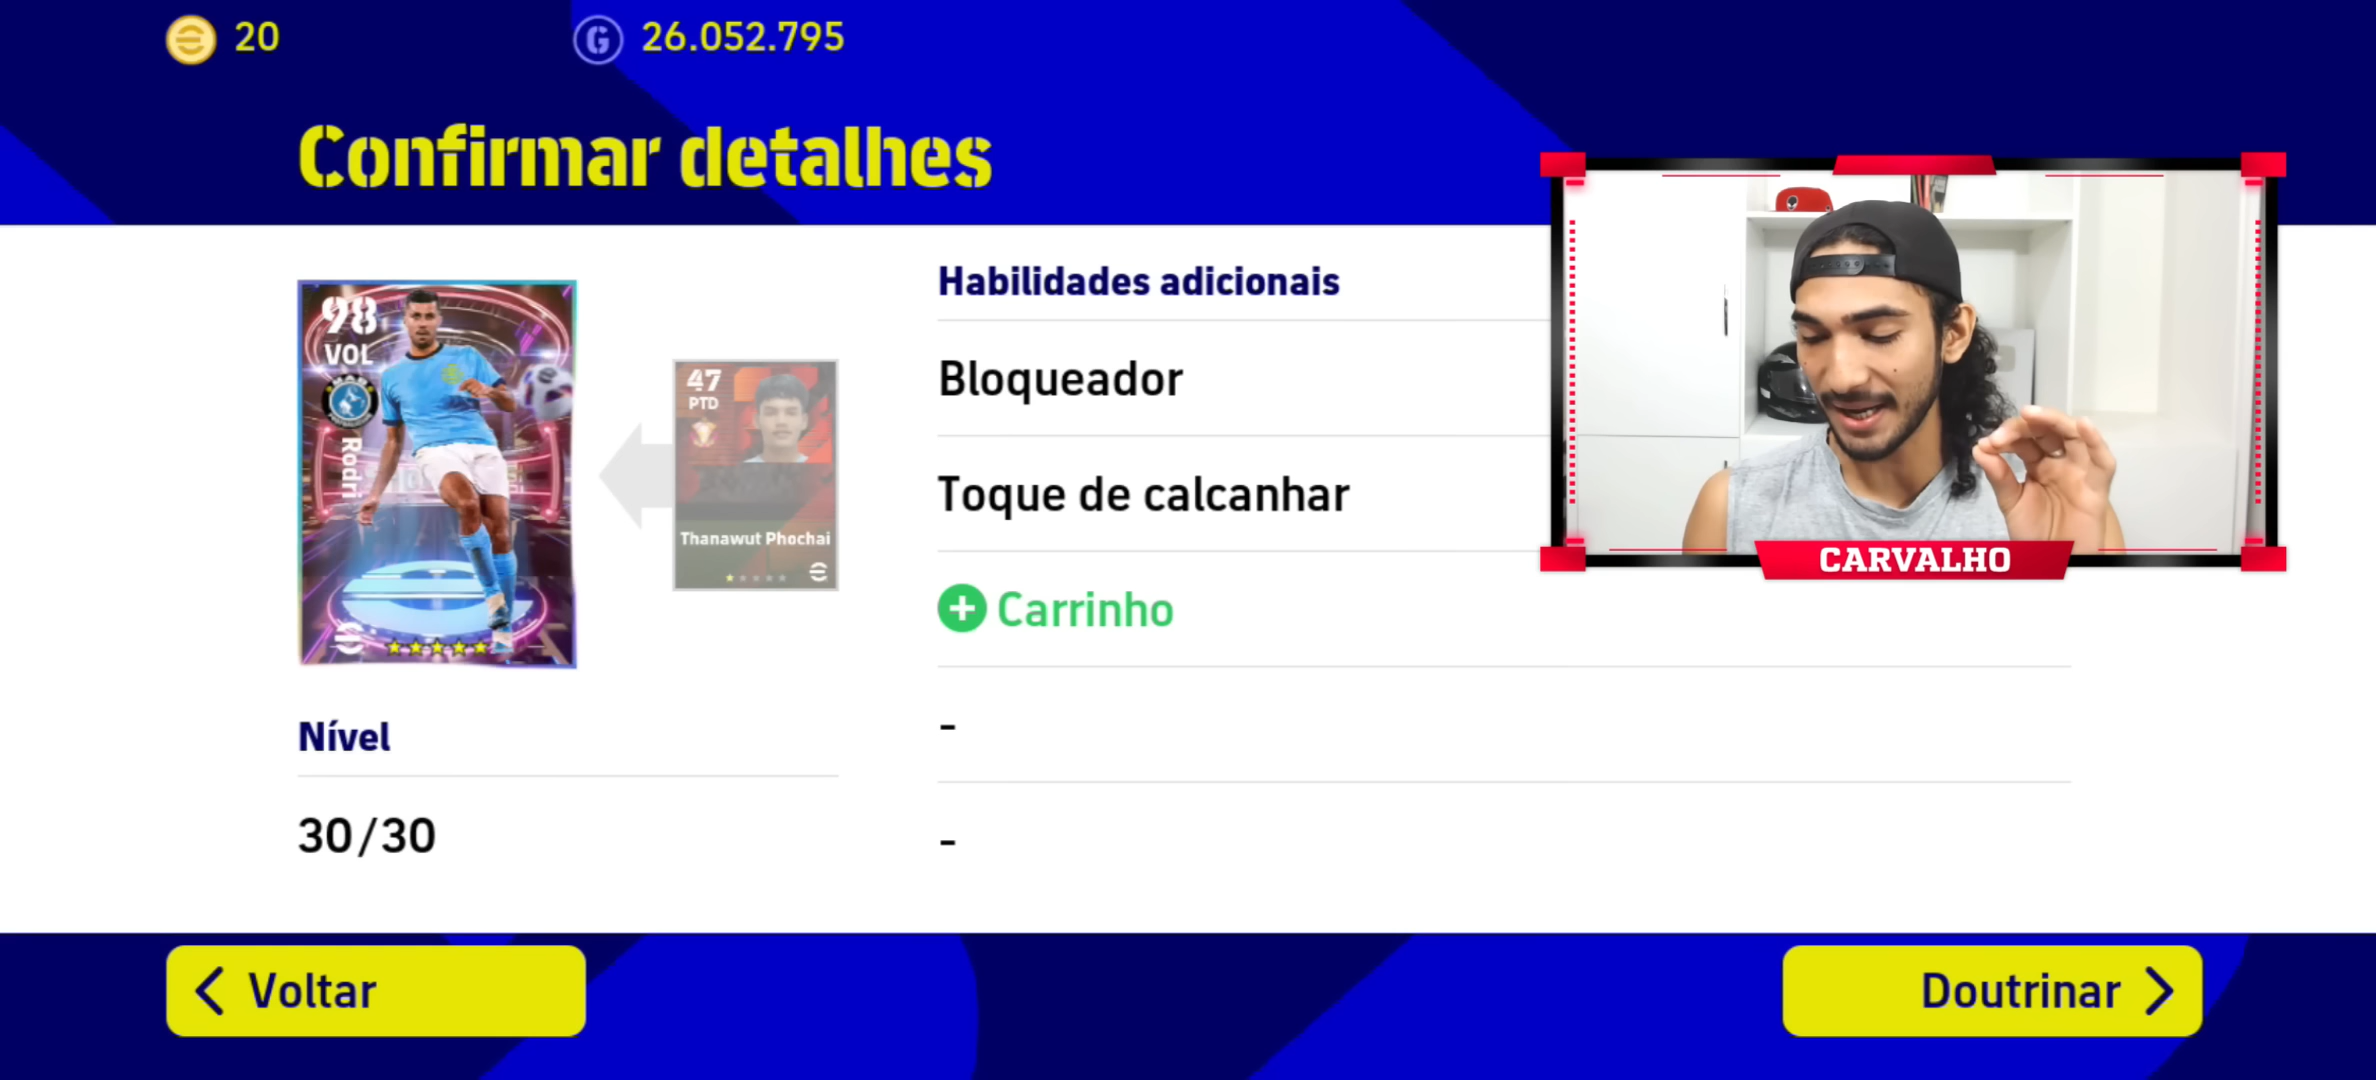 20
26.052.795
Confirmar detalhes
98
VOL
Rodri
47
PTD
Thanawut Phochai
Nível
30/30
Habilidades adicionais
Bloqueador
Toque de calcanhar
Carrinho
-
-
CARVALHO
Voltar
Doutrinar